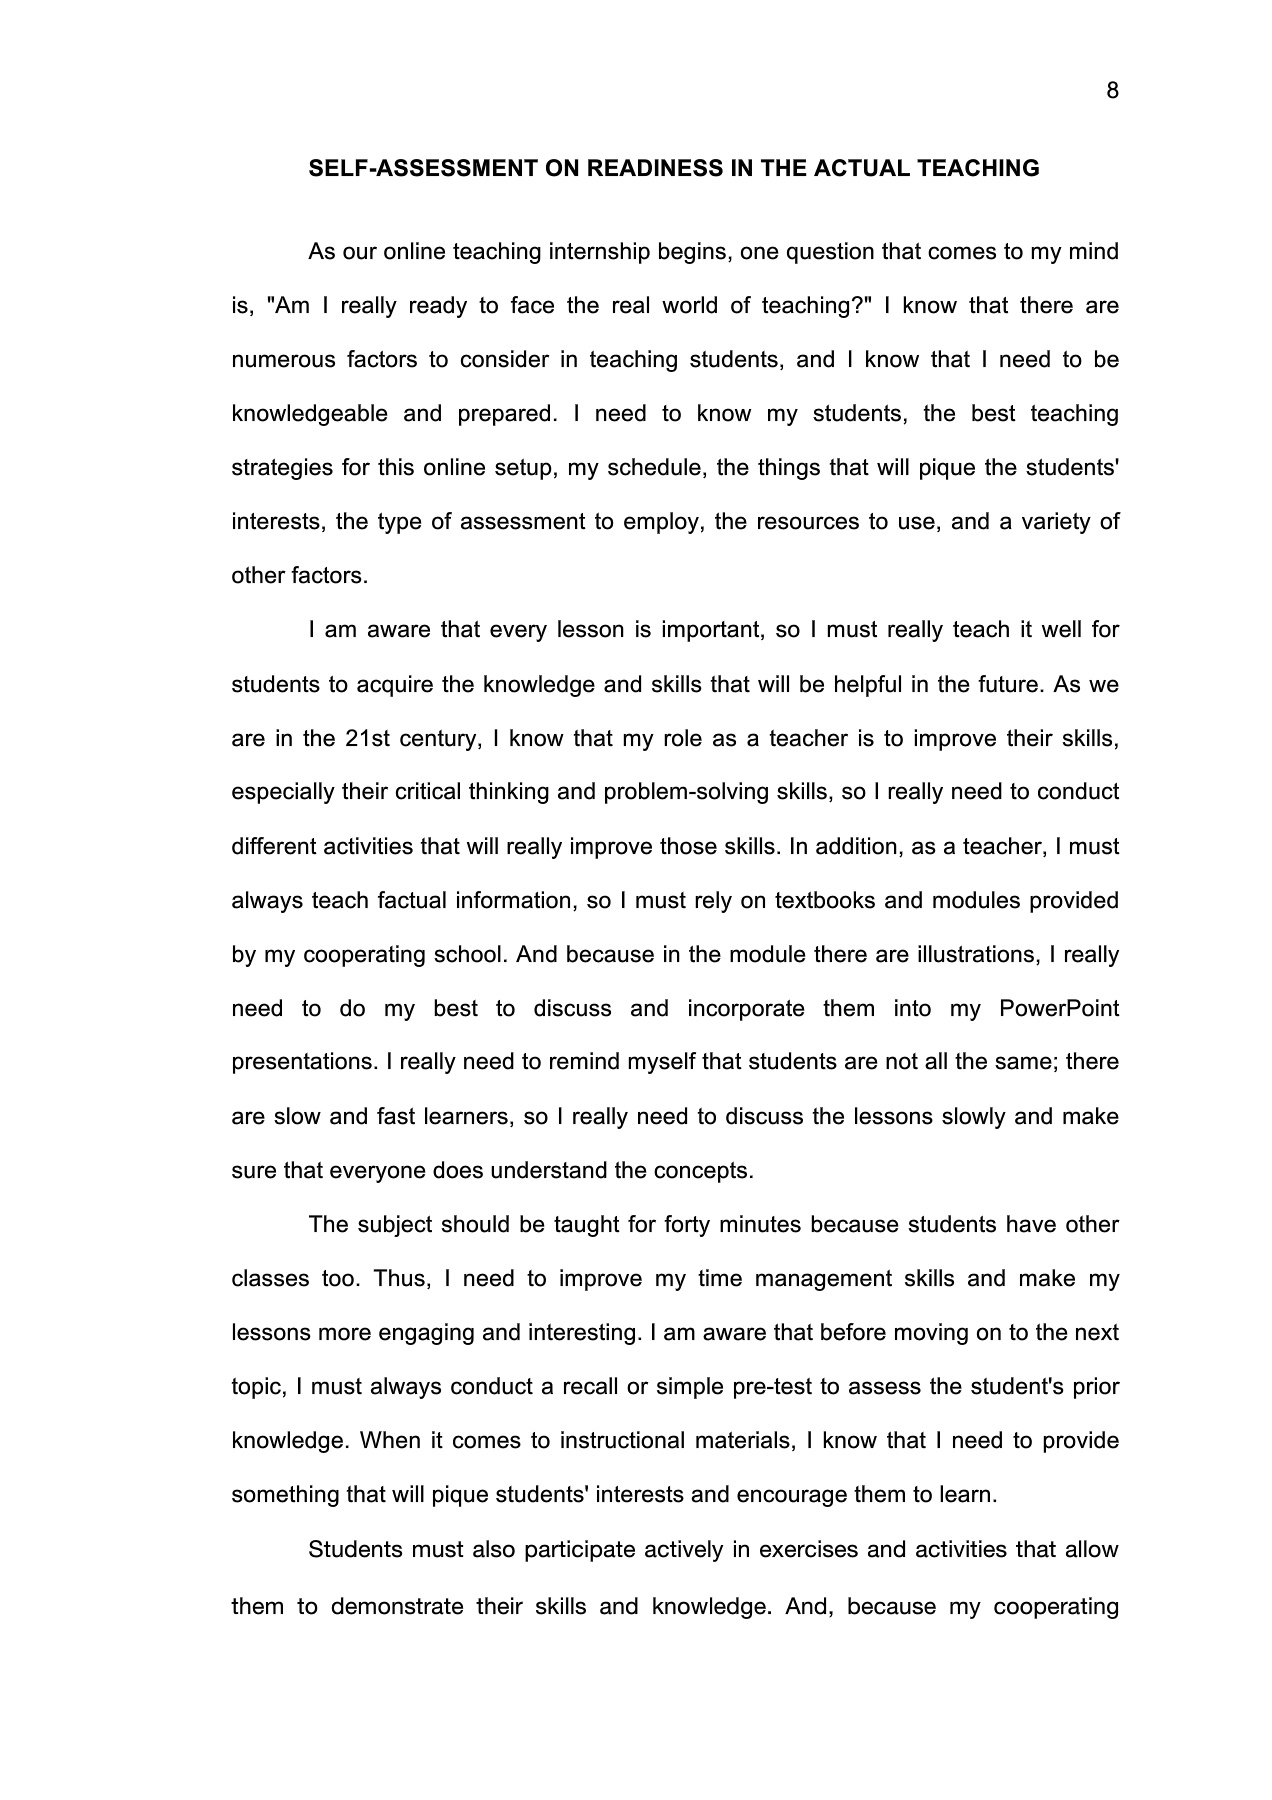 8
SELF-ASSESSMENT ON READINESS IN THE ACTUAL TEACHING
As our online teaching internship begins, one question that comes to my mind
is, "Am I really ready to face the real world of teaching?" I know that there are
numerous factors to consider in teaching students, and I know that I need to be
knowledgeable and prepared. I need to know my students, the best teaching
strategies for this online setup, my schedule, the things that will pique the students'
interests, the type of assessment to employ, the resources to use, and a variety of
other factors.
I am aware that every lesson is important, so I must really teach it well for
students to acquire the knowledge and skills that will be helpful in the future. As we
are in the 21st century, I know that my role as a teacher is to improve their skills,
especially their critical thinking and problem-solving skills, so I really need to conduct
different activities that will really improve those skills. In addition, as a teacher, I must
always teach factual information, so I must rely on textbooks and modules provided
by my cooperating school. And because in the module there are illustrations, I really
need to do my best to discuss and incorporate them into my PowerPoint
presentations. I really need to remind myself that students are not all the same; there
are slow and fast learners, so I really need to discuss the lessons slowly and make
sure that everyone does understand the concepts.
The subject should be taught for forty minutes because students have other
classes too. Thus, I need to improve my time management skills and make my
lessons more engaging and interesting. I am aware that before moving on to the next
topic, I must always conduct a recall or simple pre-test to assess the student's prior
knowledge. When it comes to instructional materials, I know that I need to provide
something that will pique students' interests and encourage them to learn.
Students must also participate actively in exercises and activities that allow
them to demonstrate their skills and knowledge. And, because my cooperating